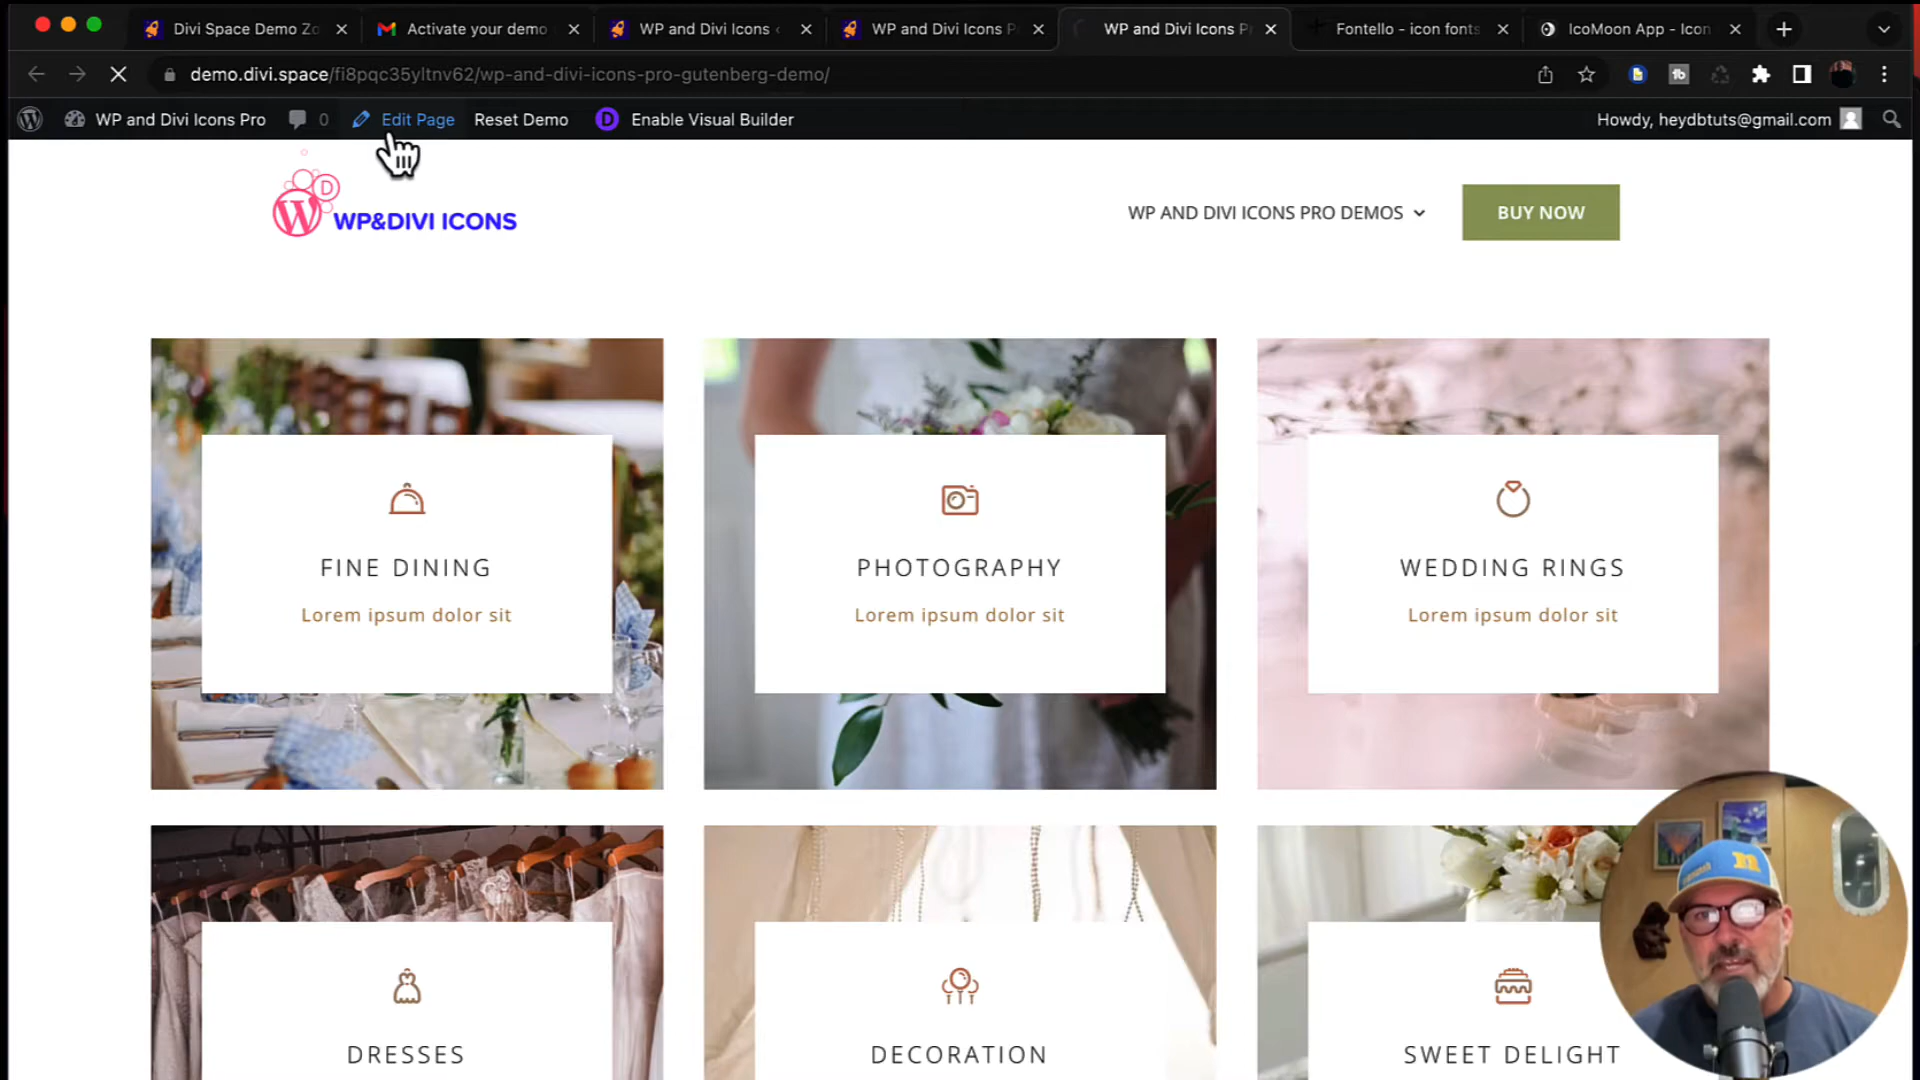 Divi Space Demo Zo
Activate your demo
WP and Divi Icons
WP and Divi Icons P
WP and Divi Icons Pr
Fontello - icon fonts
IcoMoon App - Icon
demo.divi.space/fi8pqc35yltnv62/wp-and-divi-icons-pro-gutenberg-demo/
WP and Divi Icons Pro
0
Edit Page
Reset Demo
D
Enable Visual Builder
Howdy, heydbtuts@gmail.com
W D WP&DIVI ICONS
WP AND DIVI ICONS PRO DEMOS
BUY NOW
FINE DINING
Lorem ipsum dolor sit
PHOTOGRAPHY
Lorem ipsum dolor sit
WEDDING RINGS
Lorem ipsum dolor sit
DRESSES
DECORATION
SWEET DELIGHT